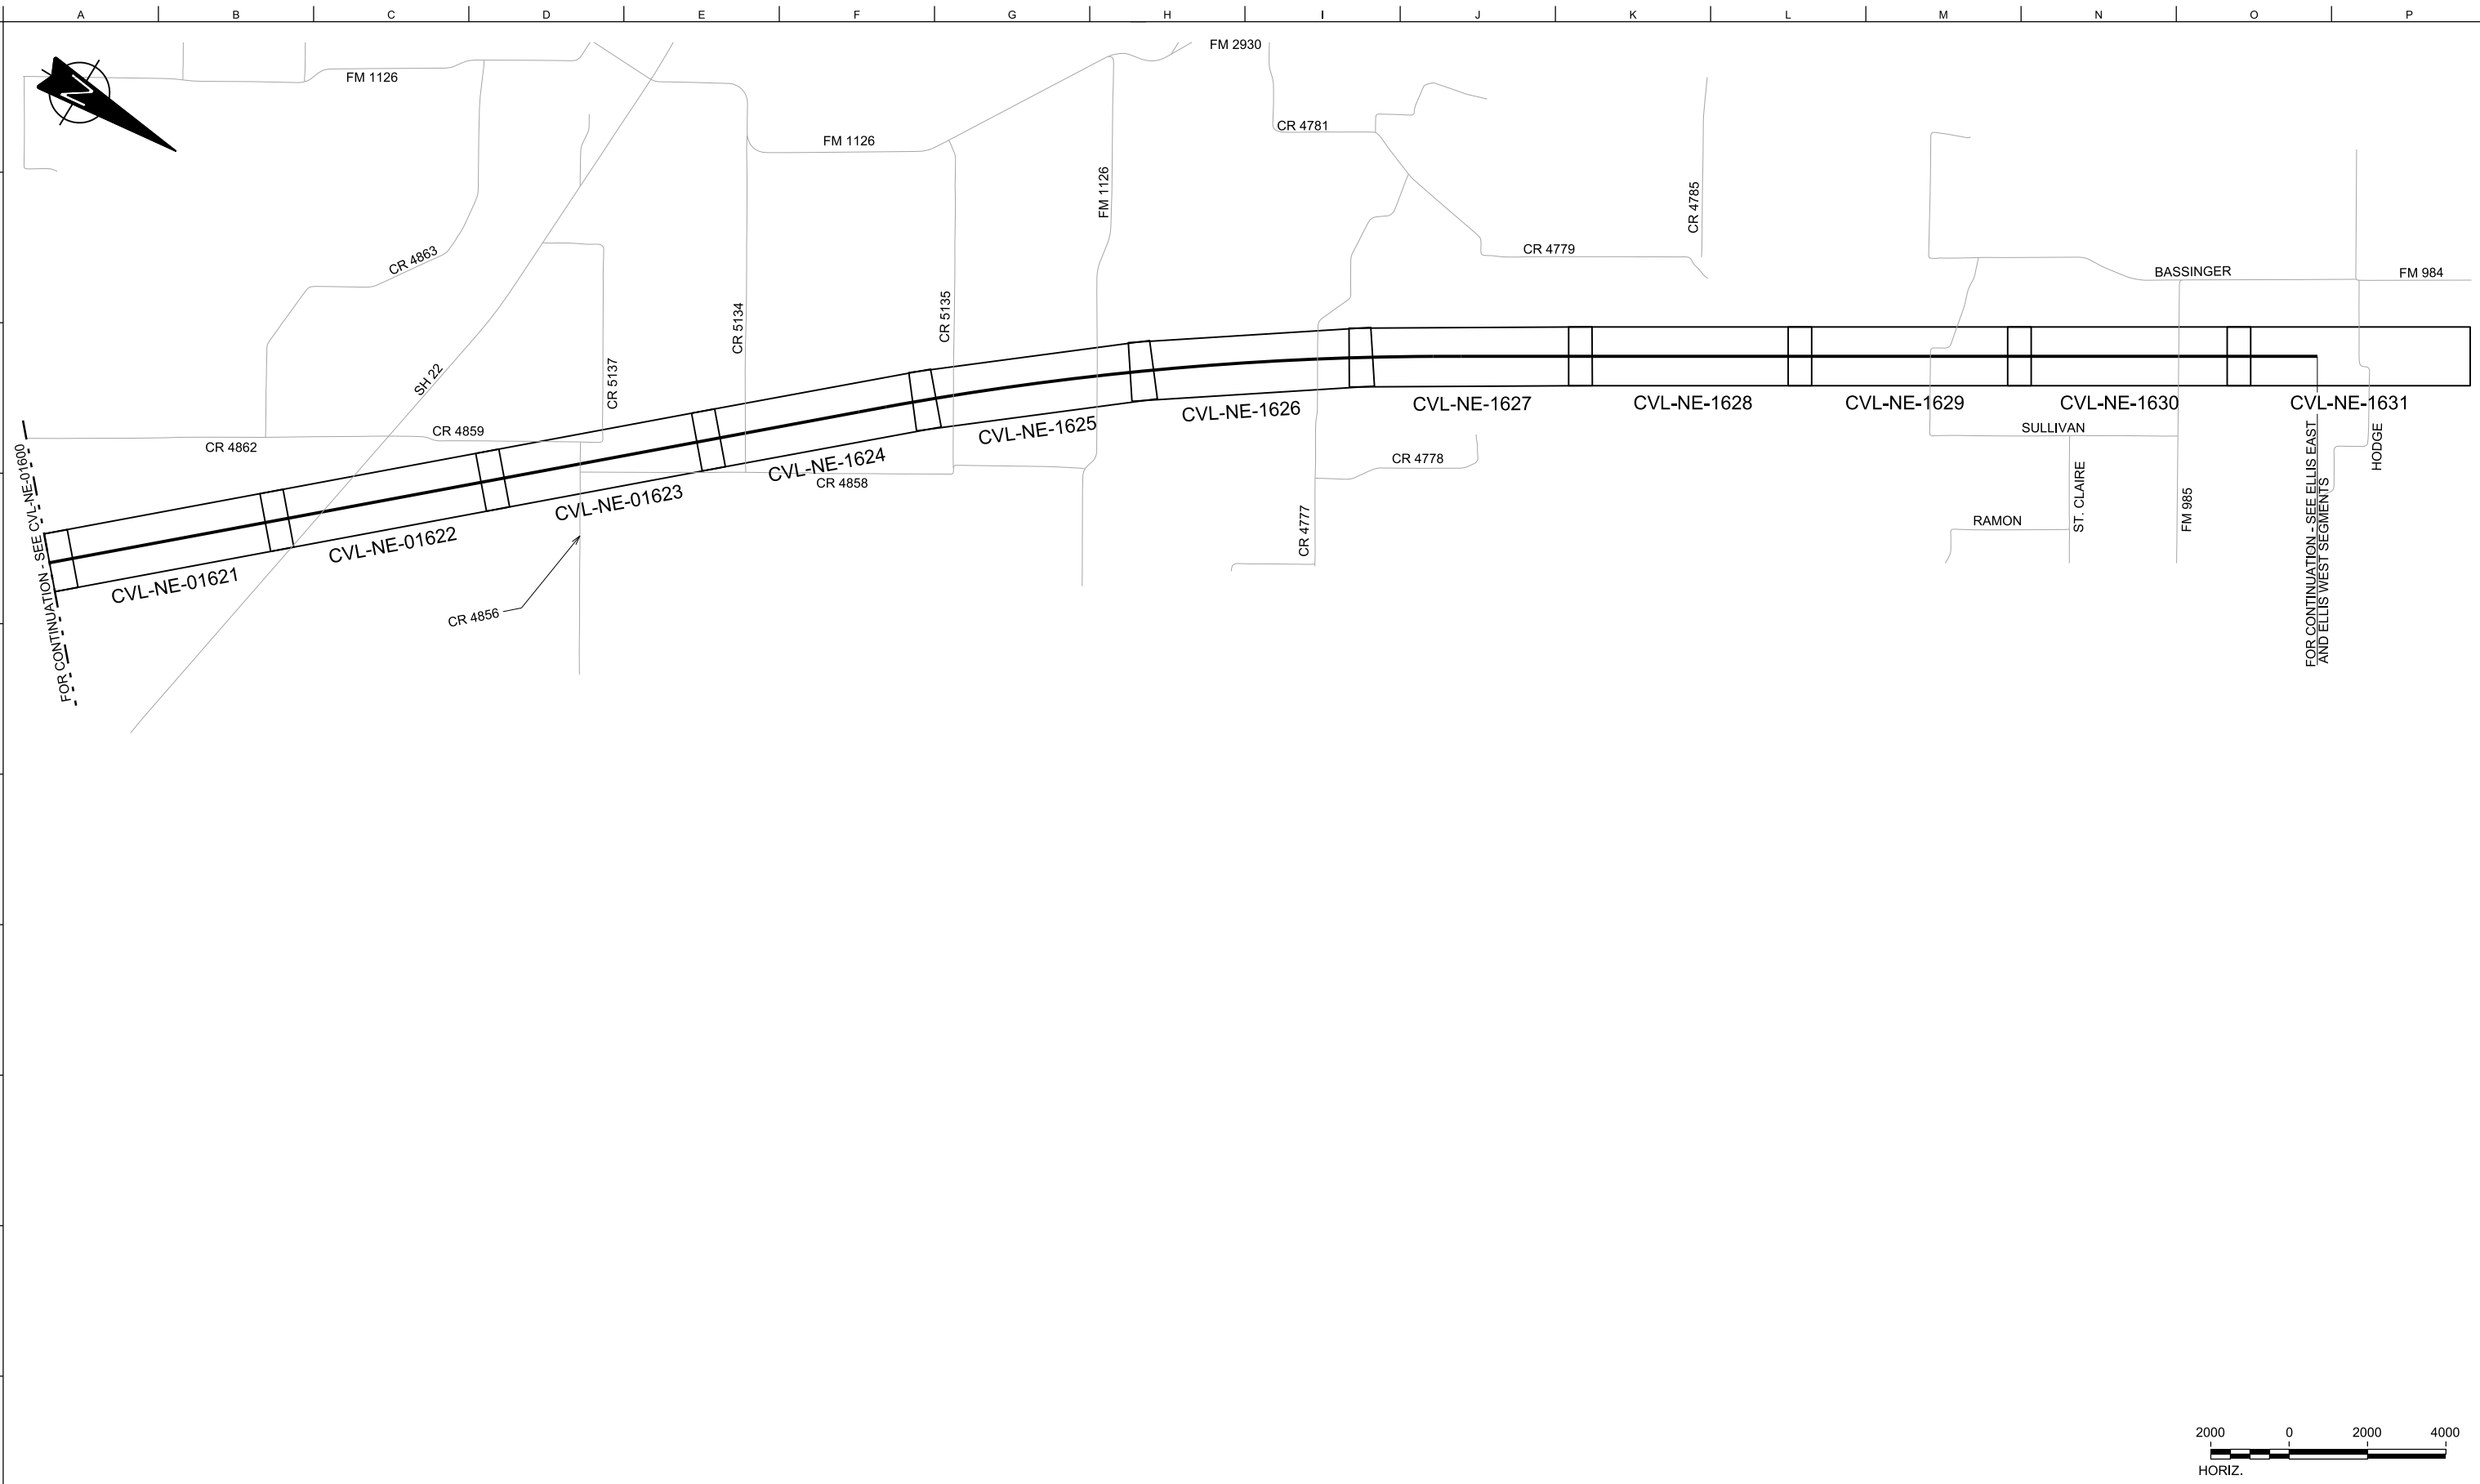 A B C D E F G H I J K L M N O P
FM 2930
N
FM 1126
CR 4781
FM 1126
FM 1126
CR 4785
CR 4863
CR 4779
BASSINGER
FM 984
CR 5134
CR 5135
SH 22
CR 5137
CVL-NE-1626
CVL-NE-1627
CVL-NE-1628
CVL-NE-1629
CVL-NE-1630
CVL-NE-1631
CR 4859
CR 4862
CVL-NE-1625
SULLIVAN
HODGE
CR 4778
CVL-NE-1624
CR 4858
CVL-NE-01623
ST. CLAIRE
FM 985
RAMON
CR 4777
CVL-NE-01622
CVL-NE-01621
CR 4856
FOR CONTINUATION - SEE CVL-NE-01600
FOR CONTINUATION - SEE ELLIS EAST
AND ELLIS WEST SEGMENTS
2000 0 2000 4000
HORIZ.